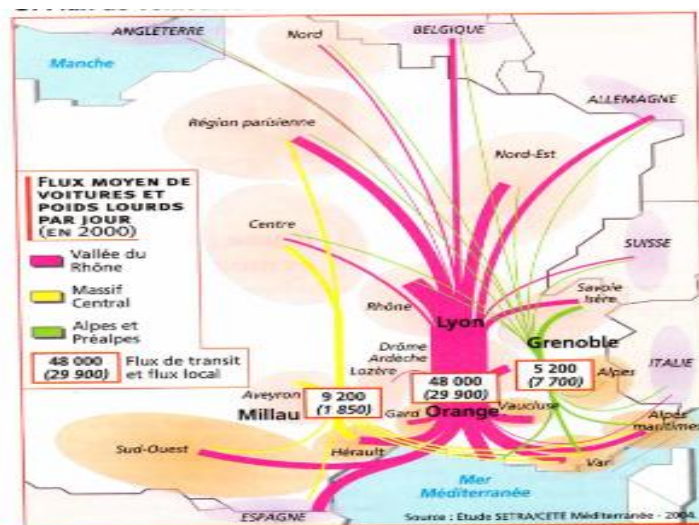 ANGLETERRE
Nord
BELGIQUE
Manche
ALLEMAGNE
Région parisienne
Nord-Est
FLUX MOYEN DE
VOITURES ET
POIDS LOURDS
PAR JOUR
(EN 2000)
Centre
SUISSE
Vallée du
Rhône
Massif
Central
Alpes et
Préalpes
48 000
(29 900)
Flux de transit
et flux local
Rhône
Lyon
Savoie
Isère
Grenoble
Drôme
Ardèche
Lozère
5 200
(7 700)
Alpes
ITALIE
Aveyron
Millau
9 200
(1 850)
48 000
(29 900)
Gard
Orange
Vaucluse
Alpes
maritimes
Sud-Ouest
Hérault
Var
Mer
Méditerranée
ESPAGNE
Source : Étude SETRA/CETE Méditerranée - 2004